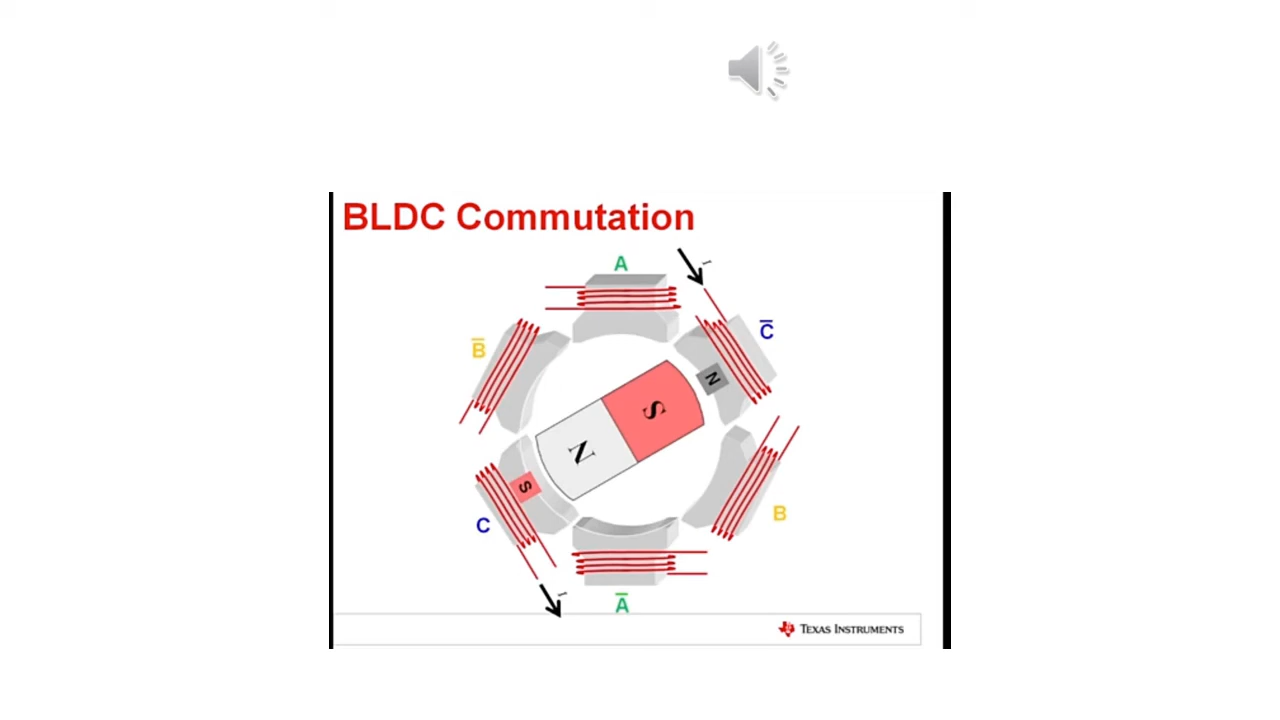 BLDC Commutation
A
I
C̅
B̅
N
S
N
S
C
B
I
A̅
TEXAS INSTRUMENTS